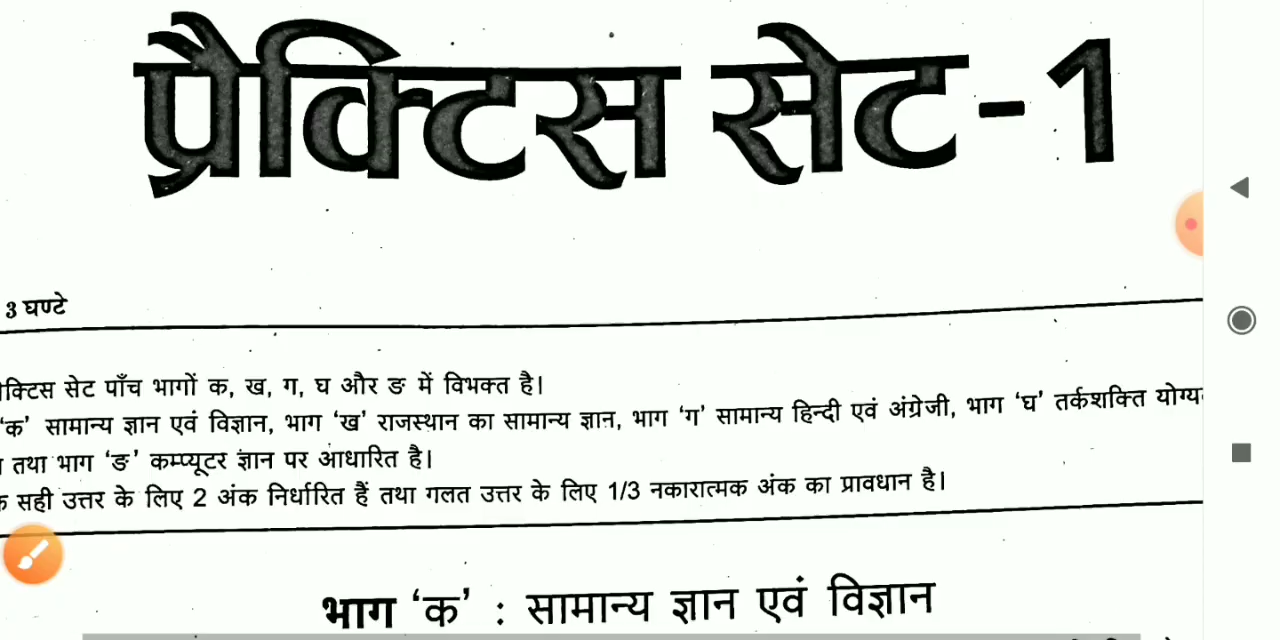 प्रैक्टिस सेट-1
3 घण्टे
सेट पाँच भागों क, ख, ग, घ और ङ में विभक्त है।
'क' सामान्य ज्ञान एवं विज्ञान, भाग 'ख' राजस्थान का सामान्य ज्ञान, भाग 'ग' सामान्य हिन्दी एवं अंग्रेजी, भाग 'घ' तर्कशक्ति
तथा भाग 'ङ' कम्प्यूटर ज्ञान पर आधारित है।
सही उत्तर के लिए 2 अंक निर्धारित हैं तथा गलत उत्तर के लिए 1/3 नकारात्मक अंक का प्रावधान है।
भाग 'क' : सामान्य ज्ञान एवं विज्ञान